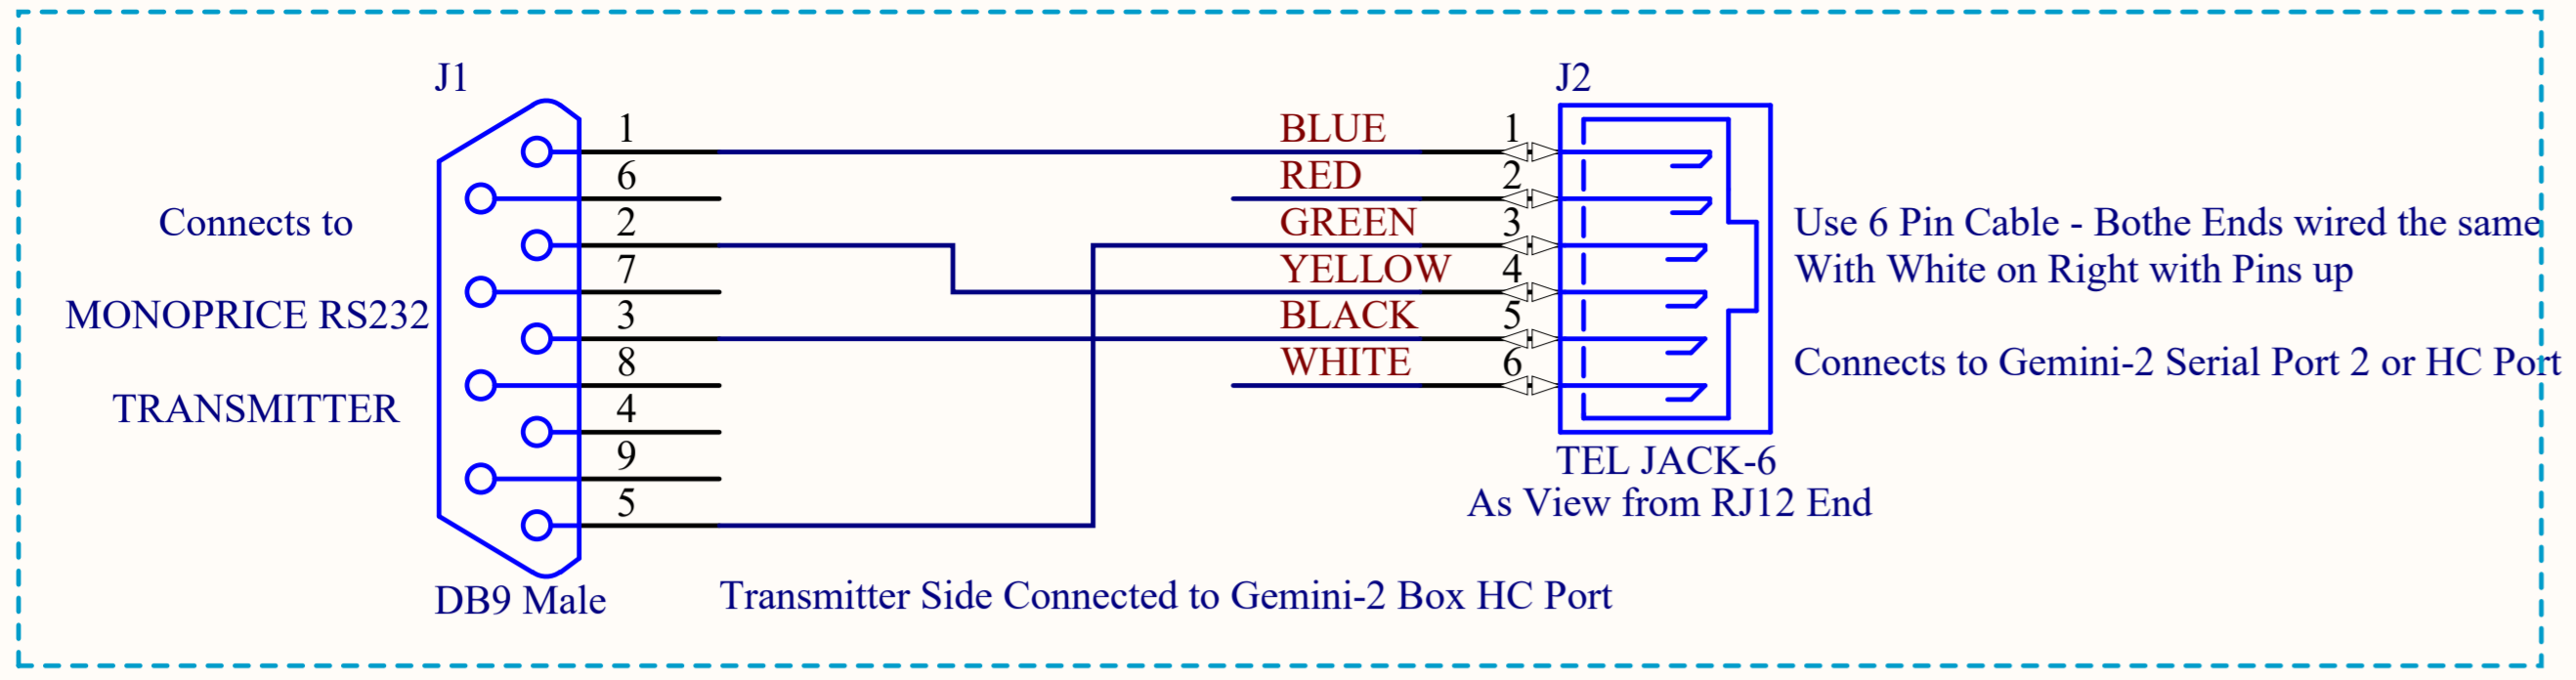 J1
1
6
2
7
3
8
4
9
5
Connects to
MONOPRICE RS232
TRANSMITTER
DB9 Male
BLUE 1
RED 2
GREEN 3
YELLOW 4
BLACK 5
WHITE 6
J2
Use 6 Pin Cable - Bothe Ends wired the same
With White on Right with Pins up
Connects to Gemini-2 Serial Port 2 or HC Port
TEL JACK-6
As View from RJ12 End
Transmitter Side Connected to Gemini-2 Box HC Port